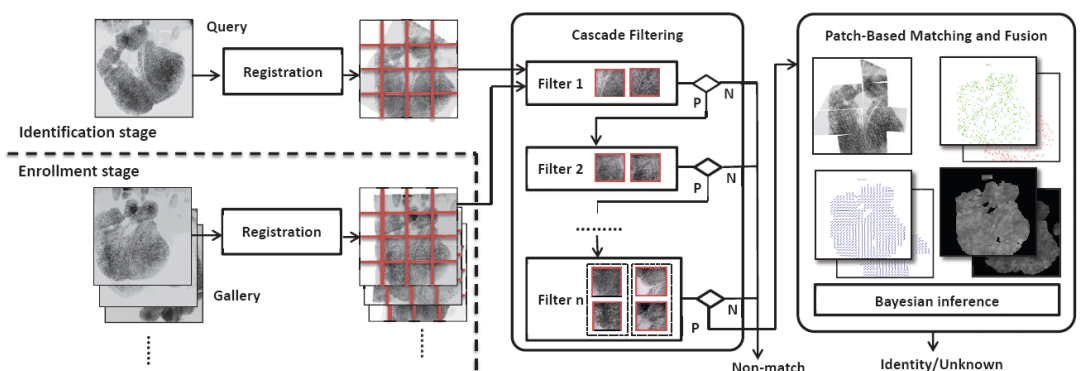 Query
Registration
Identification stage
Enrollment stage
Registration
Gallery
Cascade Filtering
Filter 1
P
N
Filter 2
P
N
Filter n
P
N
Non-match
Patch-Based Matching and Fusion
Bayesian inference
Identity/Unknown